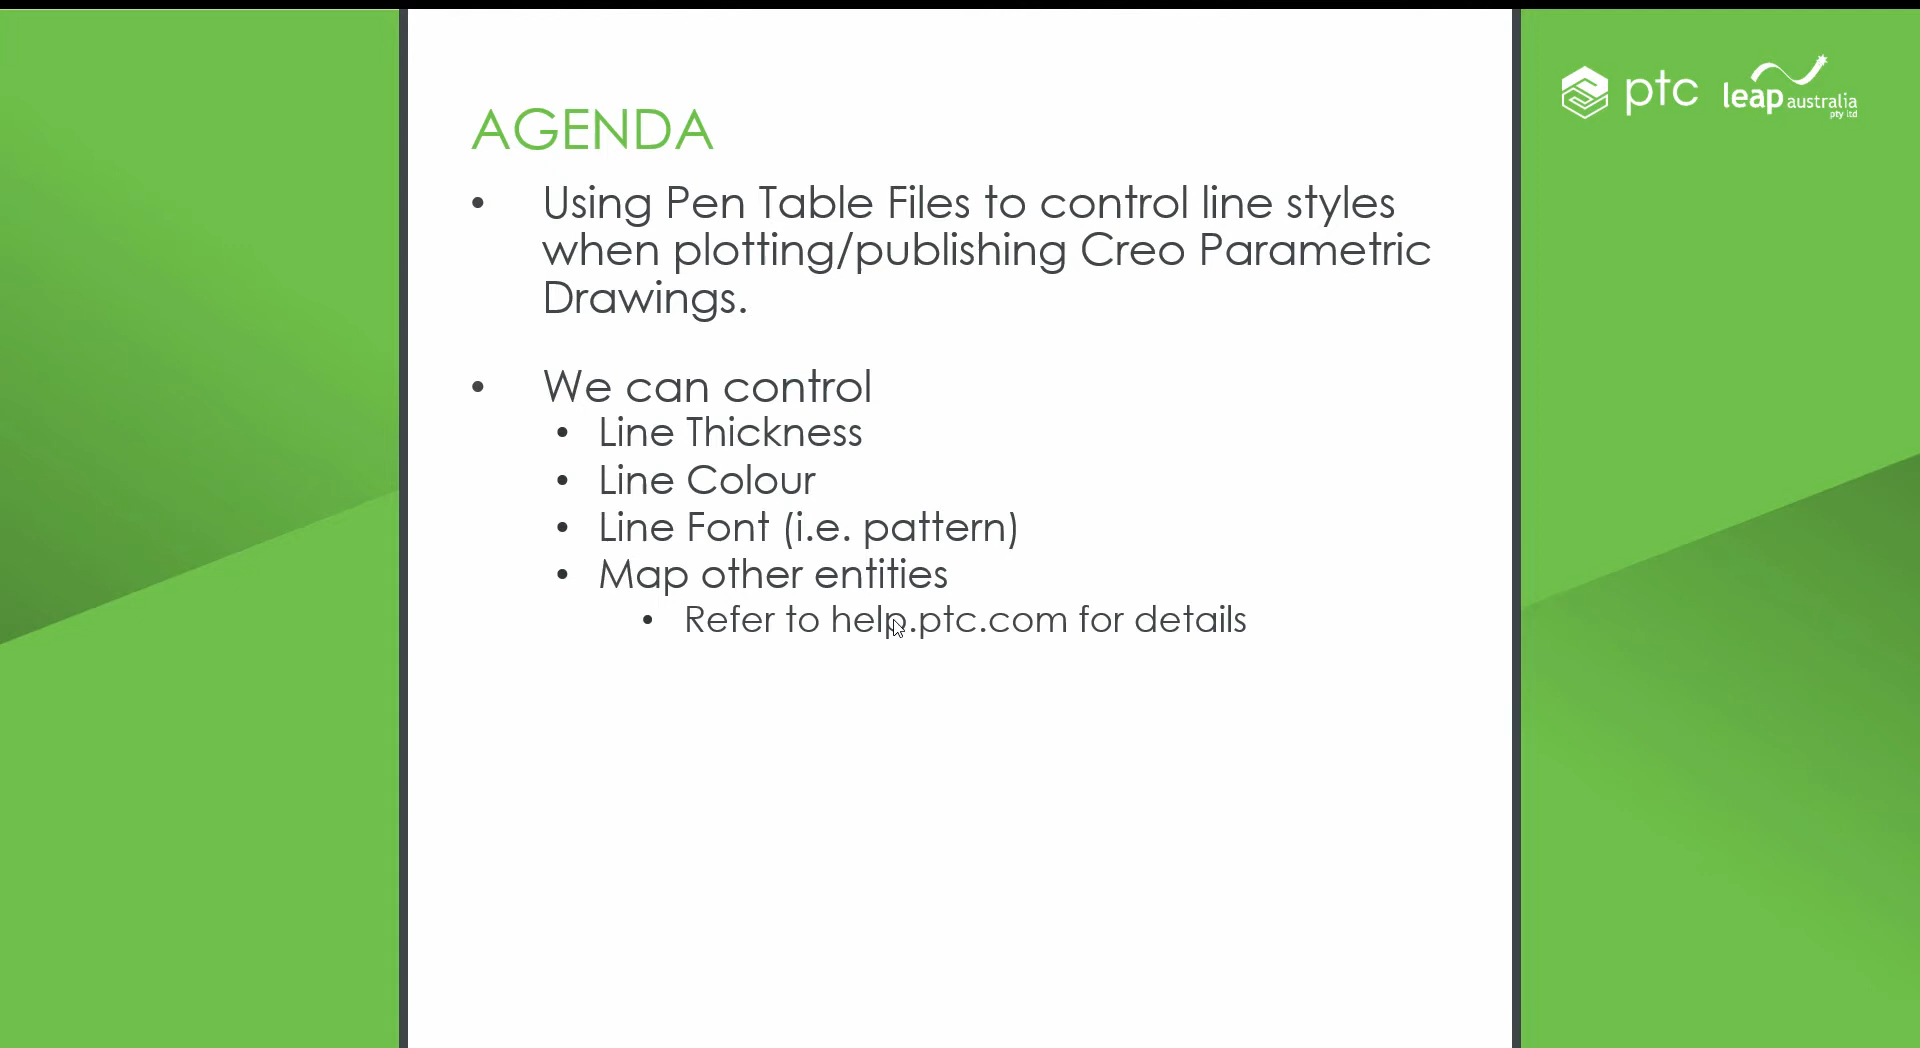 ptc
leap australia
pty ltd
AGENDA
• Using Pen Table Files to control line styles
when plotting/publishing Creo Parametric
Drawings.
• We can control
• Line Thickness
• Line Colour
• Line Font (i.e. pattern)
• Map other entities
• Refer to help.ptc.com for details